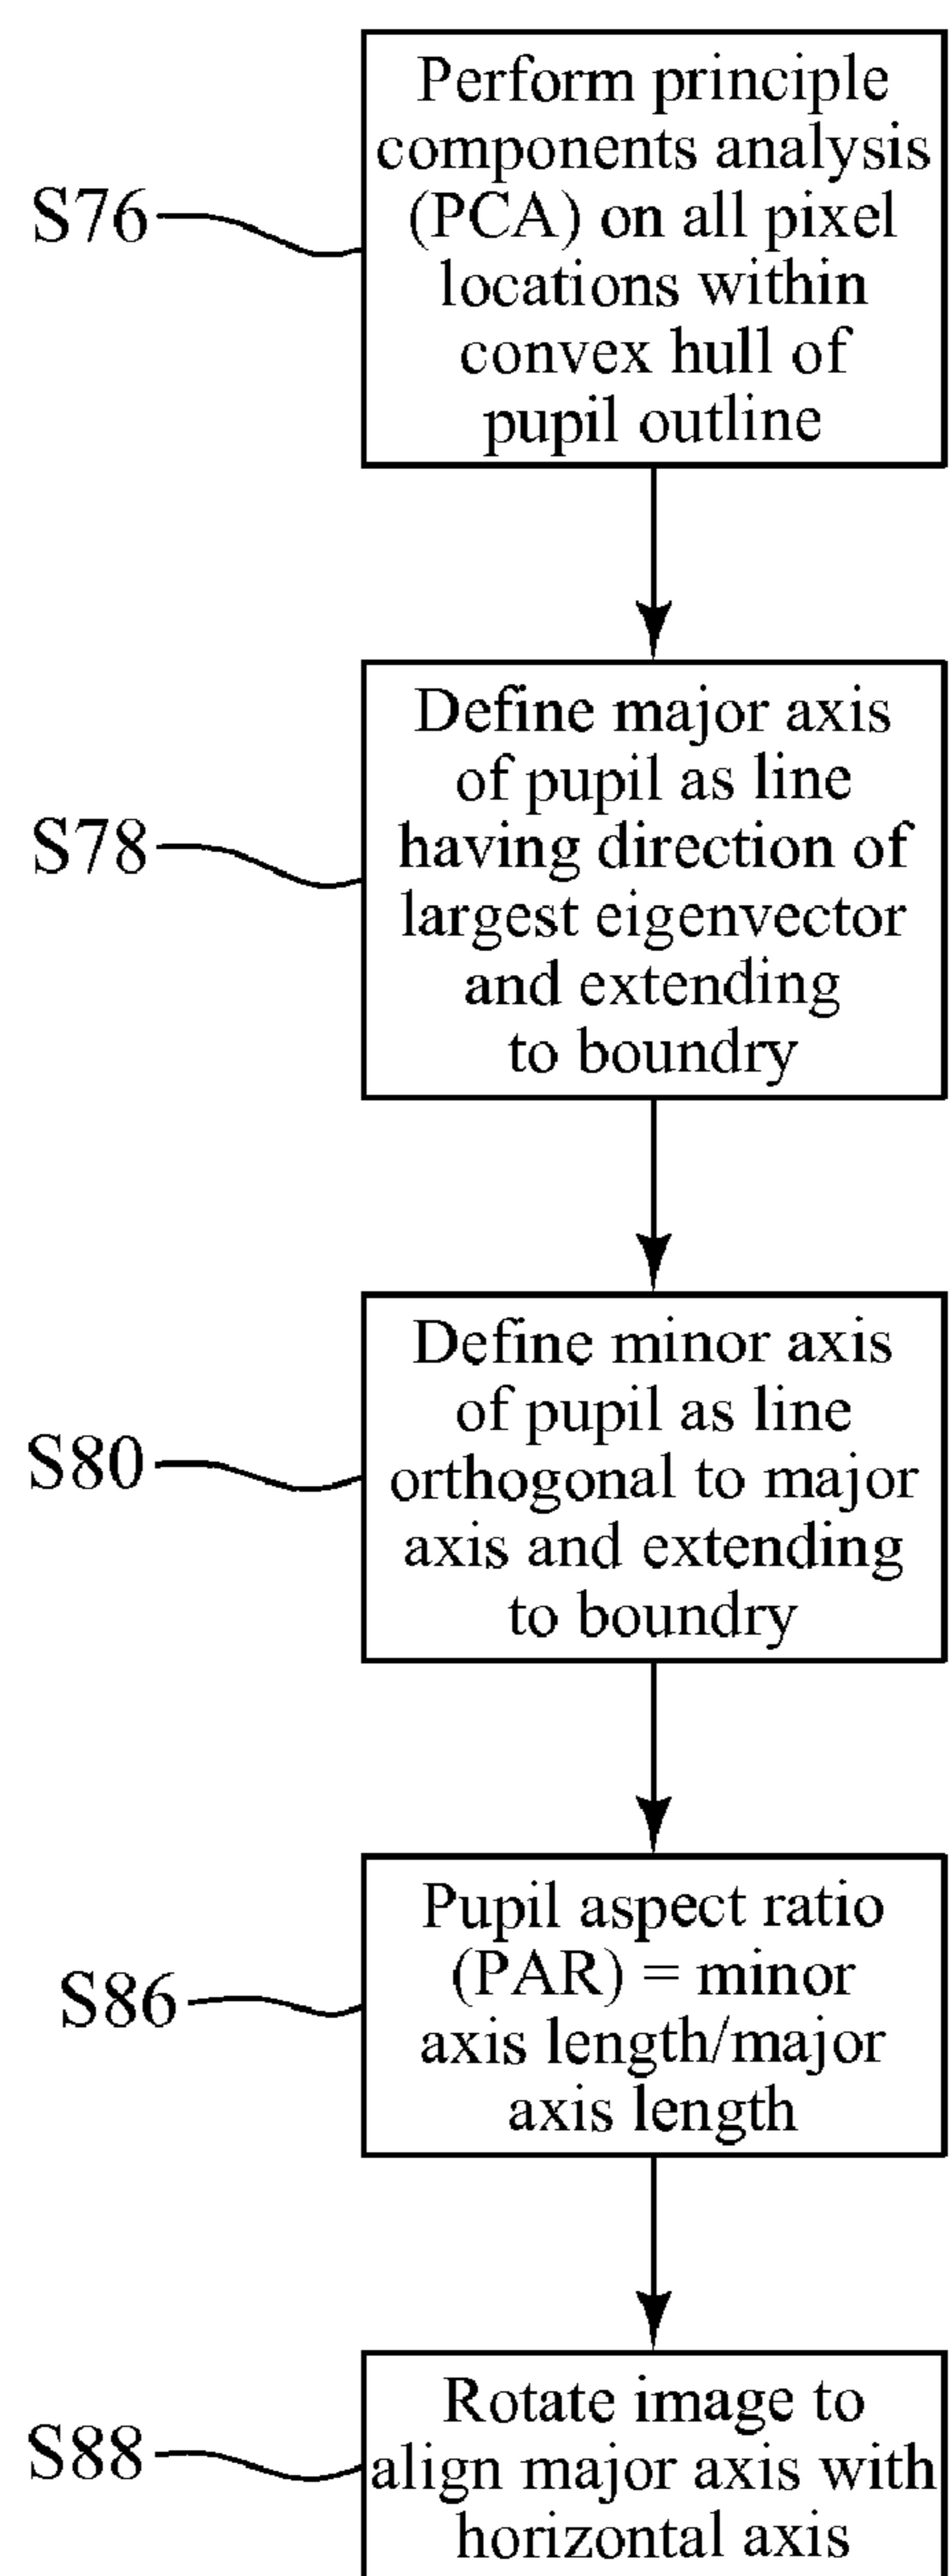 Perform principle
components analysis
(PCA) on all pixel
locations within
convex hull of
pupil outline
S76
Define major axis
of pupil as line
having direction of
largest eigenvector
and extending
to boundry
S78
Define minor axis
of pupil as line
orthogonal to major
axis and extending
to boundry
S80
Pupil aspect ratio
(PAR) = minor
axis length/major
axis length
S86
Rotate image to
align major axis with
horizontal axis
S88